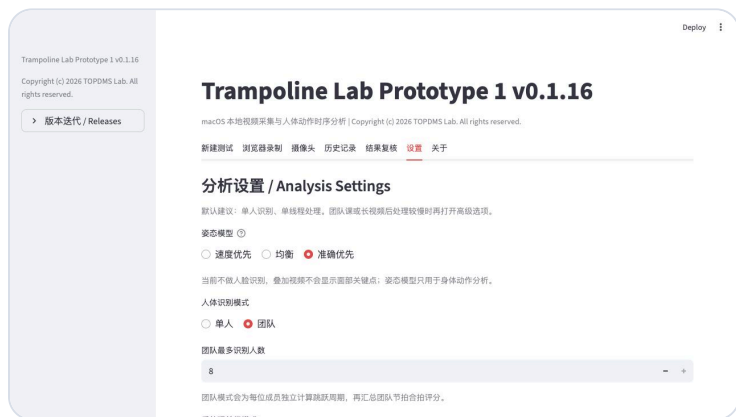 Deploy
Trampoline Lab Prototype 1 v0.1.16
Copyright (c) 2026 TOPDMS Lab. All
rights reserved.
版本迭代 / Releases
Trampoline Lab Prototype 1 v0.1.16
macOS 本地视频采集与人体动作时序分析 | Copyright (c) 2026 TOPDMS Lab. All rights reserved.
新建测试 浏览器录制 摄像头 历史记录 结果复核 设置 关于
分析设置 / Analysis Settings
默认建议：单人识别、单线程处理。团队课或长视频后处理较慢时再打开高级选项。
姿态模型
速度优先 均衡 准确优先
当前不做人脸识别，叠加视频不会显示面部关键点；姿态模型只用于身体动作分析。
人体识别模式
单人 团队
团队最多识别人数
8
团队模式会为每位成员独立计算跳跃周期，再汇总团队节拍合拍评分。